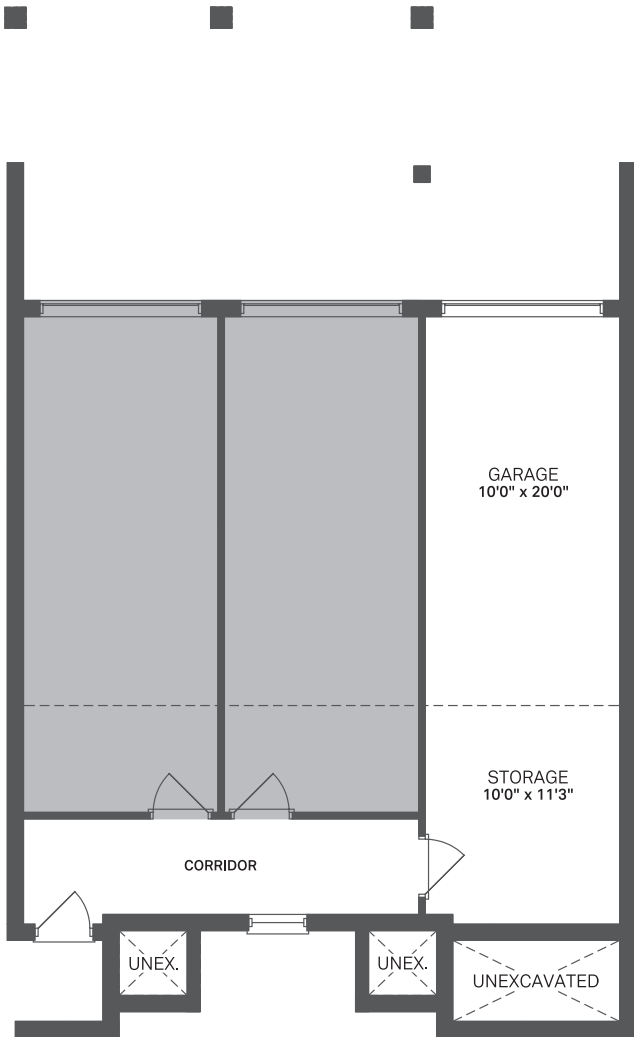 GARAGE
10'0" x 20'0"
STORAGE
10'0" x 11'3"
CORRIDOR
UNEX.
UNEX.
UNEXCAVATED